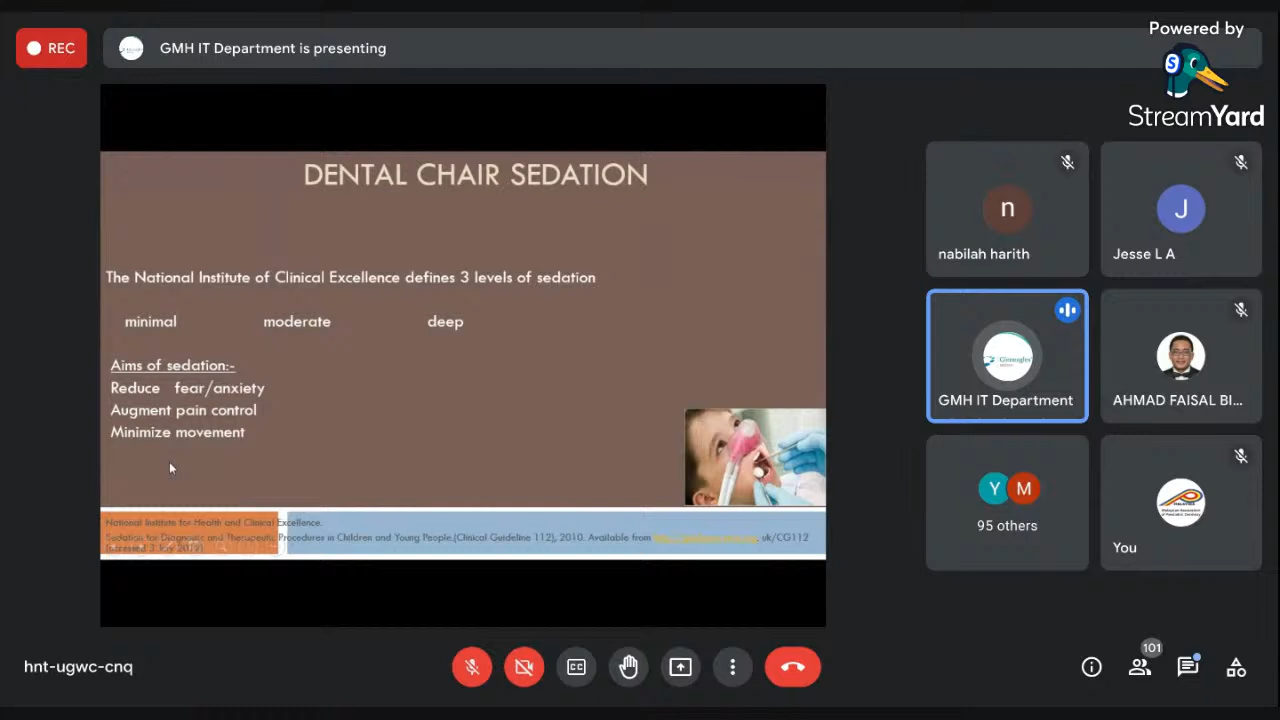 Powered by
StreamYard
REC
GMH IT Department is presenting
DENTAL CHAIR SEDATION
The National Institute of Clinical Excellence defines 3 levels of sedation
minimal moderate deep
Aims of sedation:-
Reduce fear/anxiety
Augment pain control
Minimize movement
National Institute for Health and Clinical Excellence.
Sedation for Diagnostic and Therapeutic Procedures in Children and Young People.(Clinical Guideline 112), 2010. Available from uk/CG112
n
nabilah harith
J
Jesse L A
Gleneagles
GMH IT Department
AHMAD FAISAL BI...
Y M
95 others
You
hnt-ugwc-cnq
101